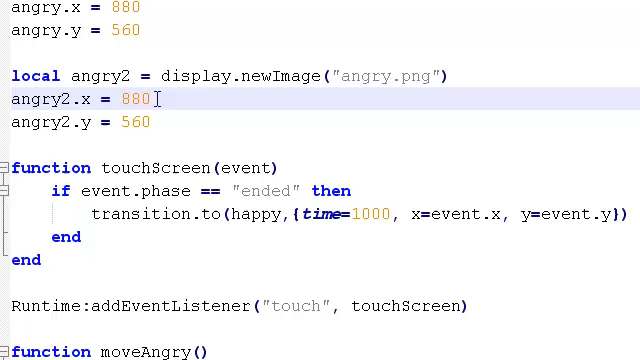 angry.x = 880
angry.y = 560
local angry2 = display.newImage("angry.png")
angry2.x = 880
angry2.y = 560
function touchScreen(event)
if event.phase == "ended" then
transition.to(happy,{time=1000, x=event.x, y=event.y})
end
end
Runtime:addEventListener("touch", touchScreen)
function moveAngry()